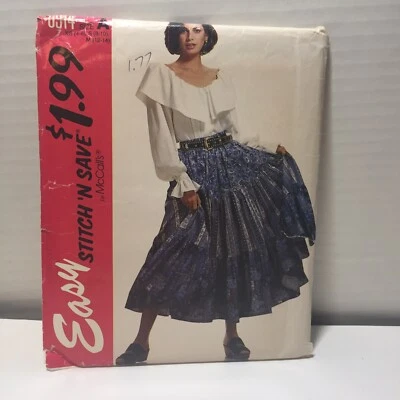 A
1.77
$1.99
STITCH 'N SAVE
by McCall's®
Easy